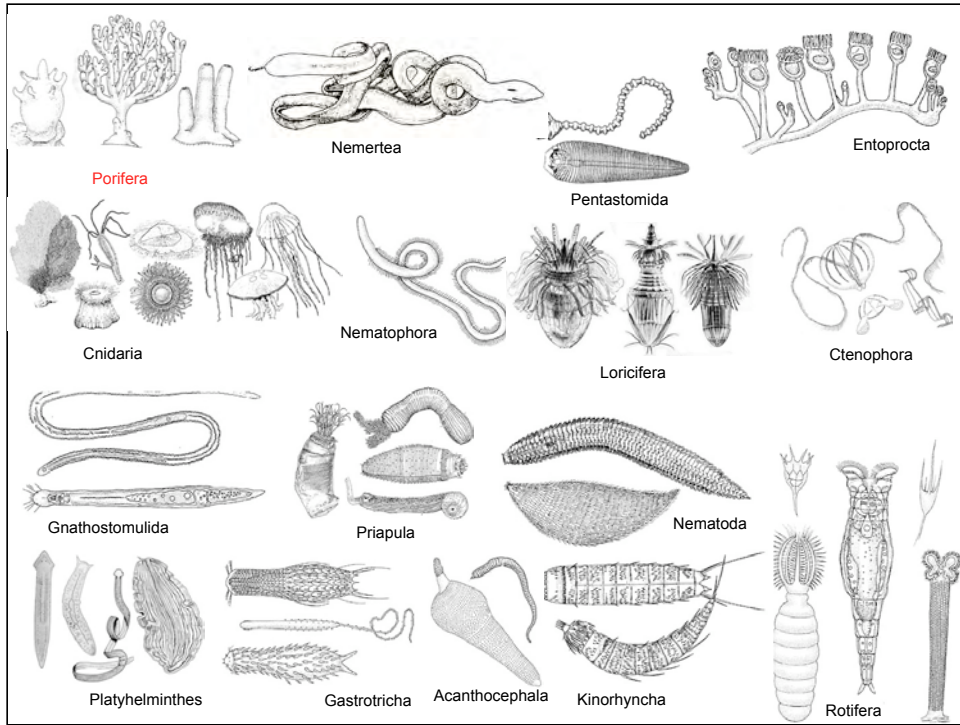 Nemertea
Entoprocta
Porifera
Pentastomida
Nematophora
Cnidaria
Loricifera
Ctenophora
Gnathostomulida
Priapula
Nematoda
Platyhelminthes
Gastrotricha
Acanthocephala
Kinorhyncha
Rotifera